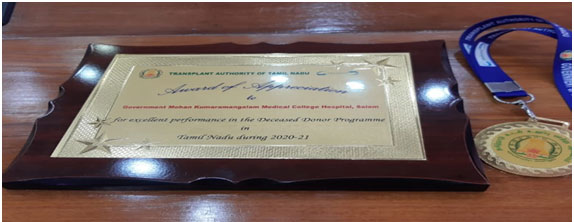 TRANSPLANT AUTHORITY OF TAMIL NADU
Award of Appreciation
to
Government Mohan Kumaramangalam Medical College Hospital, Salem
for excellent performance in the Deceased Donor Programme
in
Tamil Nadu during 2020-21